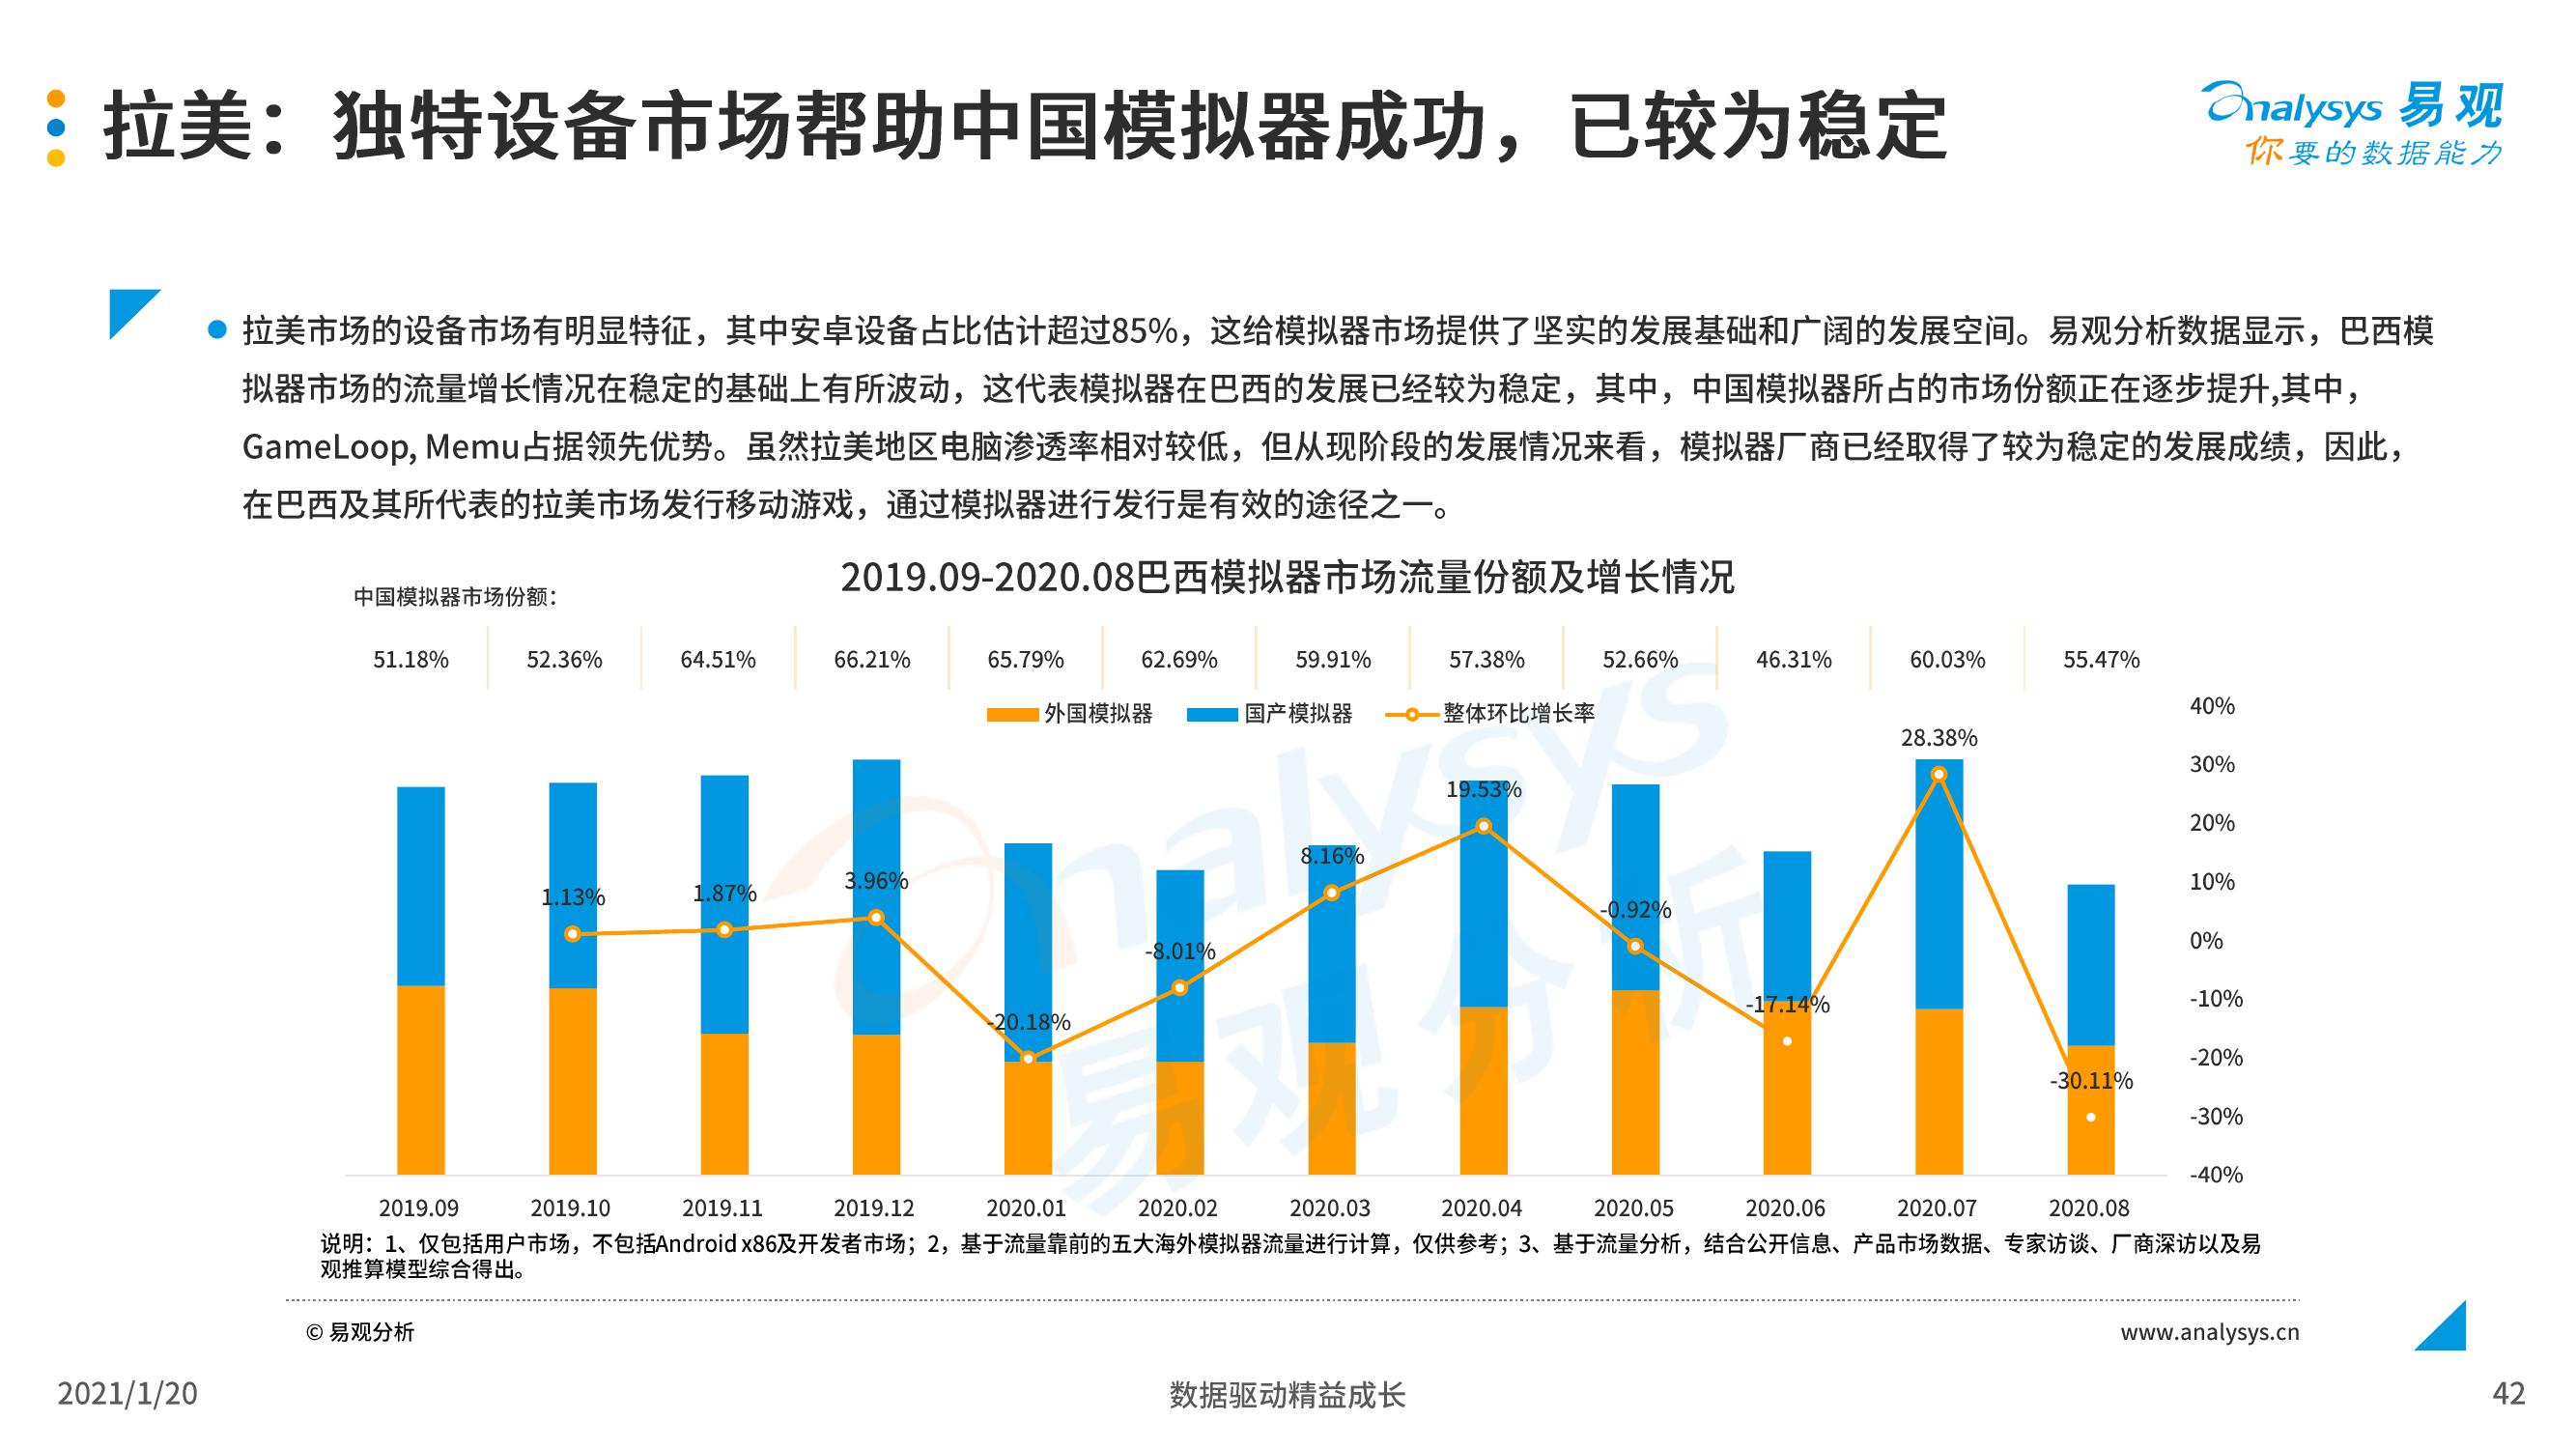 拉美：独特设备市场帮助中国模拟器成功，已较为稳定
analysys 易观
你要的数据能力
拉美市场的设备市场有明显特征，其中安卓设备占比估计超过85%，这给模拟器市场提供了坚实的发展基础和广阔的发展空间。易观分析数据显示，巴西模
拟器市场的流量增长情况在稳定的基础上有所波动，这代表模拟器在巴西的发展已经较为稳定，其中，中国模拟器所占的市场份额正在逐步提升,其中，
GameLoop, Memu占据领先优势。虽然拉美地区电脑渗透率相对较低，但从现阶段的发展情况来看，模拟器厂商已经取得了较为稳定的发展成绩，因此，
在巴西及其所代表的拉美市场发行移动游戏，通过模拟器进行发行是有效的途径之一。
2019.09-2020.08巴西模拟器市场流量份额及增长情况
中国模拟器市场份额：
51.18% 52.36% 64.51% 66.21% 65.79% 62.69% 59.91% 57.38% 52.66% 46.31% 60.03% 55.47%
外国模拟器 国产模拟器 整体环比增长率
40%
30%
20%
10%
0%
-10%
-20%
-30%
-40%
1.13%
1.87%
3.96%
-20.18%
-8.01%
8.16%
19.53%
-0.92%
-17.14%
28.38%
-30.11%
analysys
易观分析
2019.09 2019.10 2019.11 2019.12 2020.01 2020.02 2020.03 2020.04 2020.05 2020.06 2020.07 2020.08
说明：1、仅包括用户市场，不包括Android x86及开发者市场；2，基于流量靠前的五大海外模拟器流量进行计算，仅供参考；3、基于流量分析，结合公开信息、产品市场数据、专家访谈、厂商深访以及易
观推算模型综合得出。
© 易观分析
www.analysys.cn
2021/1/20
数据驱动精益成长
42